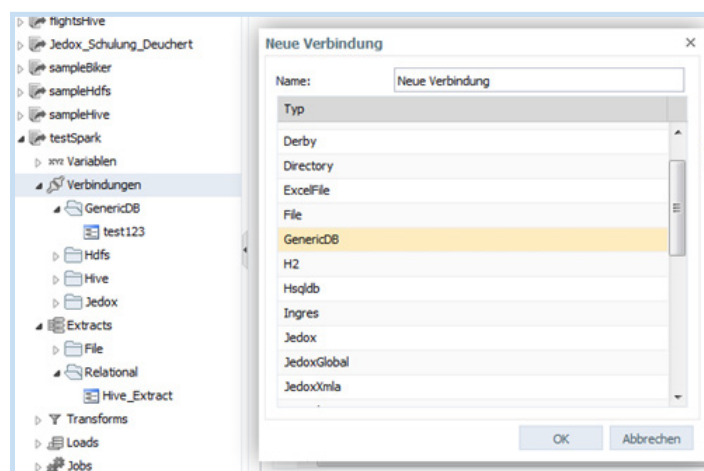 flightsHive
Jedox_Schulung_Deuchert
sampleBiker
sampleHdfs
sampleHive
testSpark
xyz Variablen
Verbindungen
GenericDB
test123
Hdfs
Hive
Jedox
Extracts
File
Relational
Hive_Extract
Transforms
Loads
Jobs
Neue Verbindung
Name: Neue Verbindung
Typ
Derby
Directory
ExcelFile
File
GenericDB
H2
Hsqldb
Ingres
Jedox
JedoxGlobal
JedoxXmla
OK Abbrechen